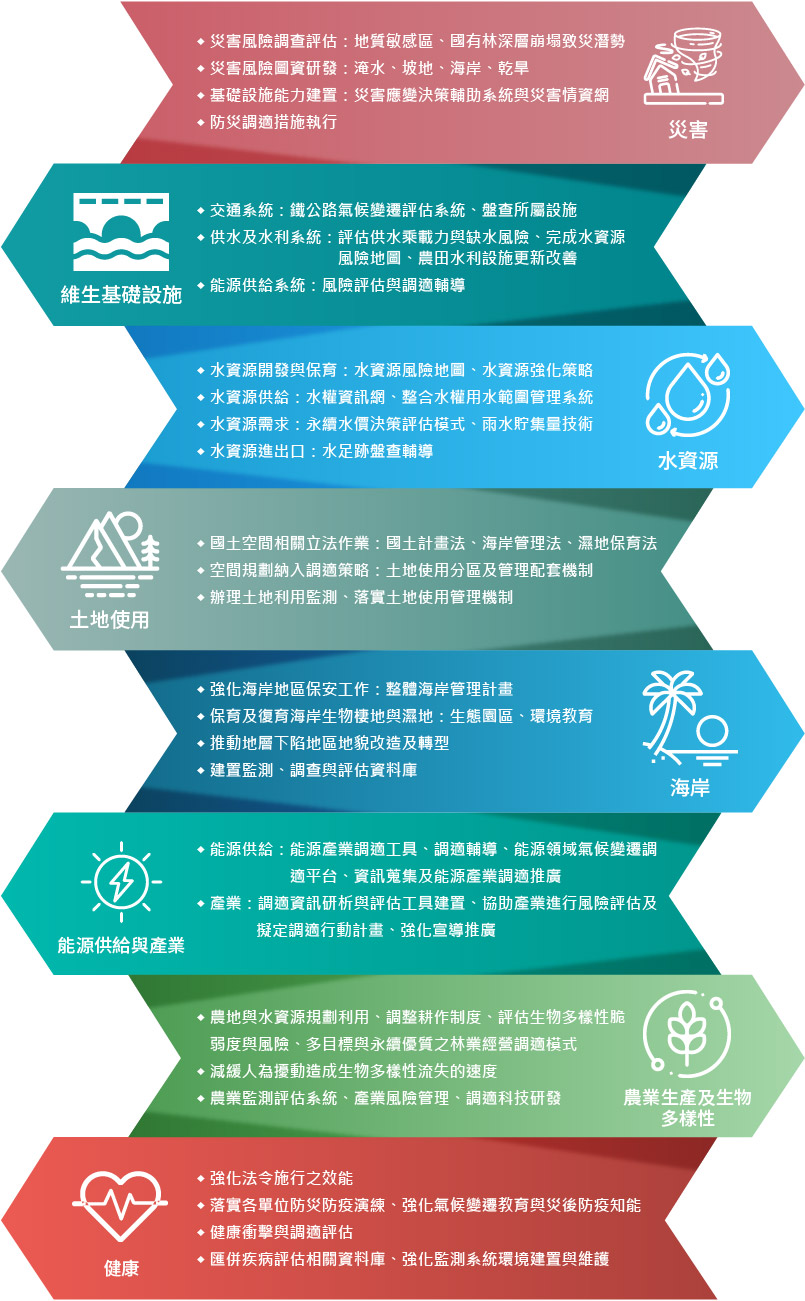 ◆ 災害風險調查評估：地質敏感區、國有林深層崩塌致災潛勢
◆ 災害風險圖資研發：淹水、坡地、海岸、乾旱
◆ 基礎設施能力建置：災害應變決策輔助系統與災害情資網
◆ 防災調適措施執行
災害
◆ 交通系統：鐵公路氣候變遷評估系統、盤查所屬設施
◆ 供水及水利系統：評估供水乘載力與缺水風險、完成水資源
風險地圖、農田水利設施更新改善
◆ 能源供給系統：風險評估與調適輔導
維生基礎設施
◆ 水資源開發與保育：水資源風險地圖、水資源強化策略
◆ 水資源供給：水權資訊網、整合水權用水範圍管理系統
◆ 水資源需求：永續水價決策評估模式、雨水貯集量技術
◆ 水資源進出口：水足跡盤查輔導
水資源
◆ 國土空間相關立法作業：國土計畫法、海岸管理法、濕地保育法
◆ 空間規劃納入調適策略：土地使用分區及管理配套機制
◆ 辦理土地利用監測、落實土地使用管理機制
土地使用
◆ 強化海岸地區保安工作：整體海岸管理計畫
◆ 保育及復育海岸生物棲地與濕地：生態園區、環境教育
◆ 推動地層下陷地區地貌改造及轉型
◆ 建置監測、調查與評估資料庫
海岸
◆ 能源供給：能源產業調適工具、調適輔導、能源領域氣候變遷調
適平台、資訊蒐集及能源產業調適推廣
◆ 產業：調適資訊研析與評估工具建置、協助產業進行風險評估及
擬定調適行動計畫、強化宣導推廣
能源供給與產業
◆ 農地與水資源規劃利用、調整耕作制度、評估生物多樣性脆
弱度與風險、多目標與永續優質之林業經營調適模式
◆ 減緩人為擾動造成生物多樣性流失的速度
◆ 農業監測評估系統、產業風險管理、調適科技研發
農業生產及生物
多樣性
◆ 強化法令施行之效能
◆ 落實各單位防災防疫演練、強化氣候變遷教育與災後防疫知能
◆ 健康衝擊與調適評估
◆ 匯併疾病評估相關資料庫、強化監測系統環境建置與維護
健康